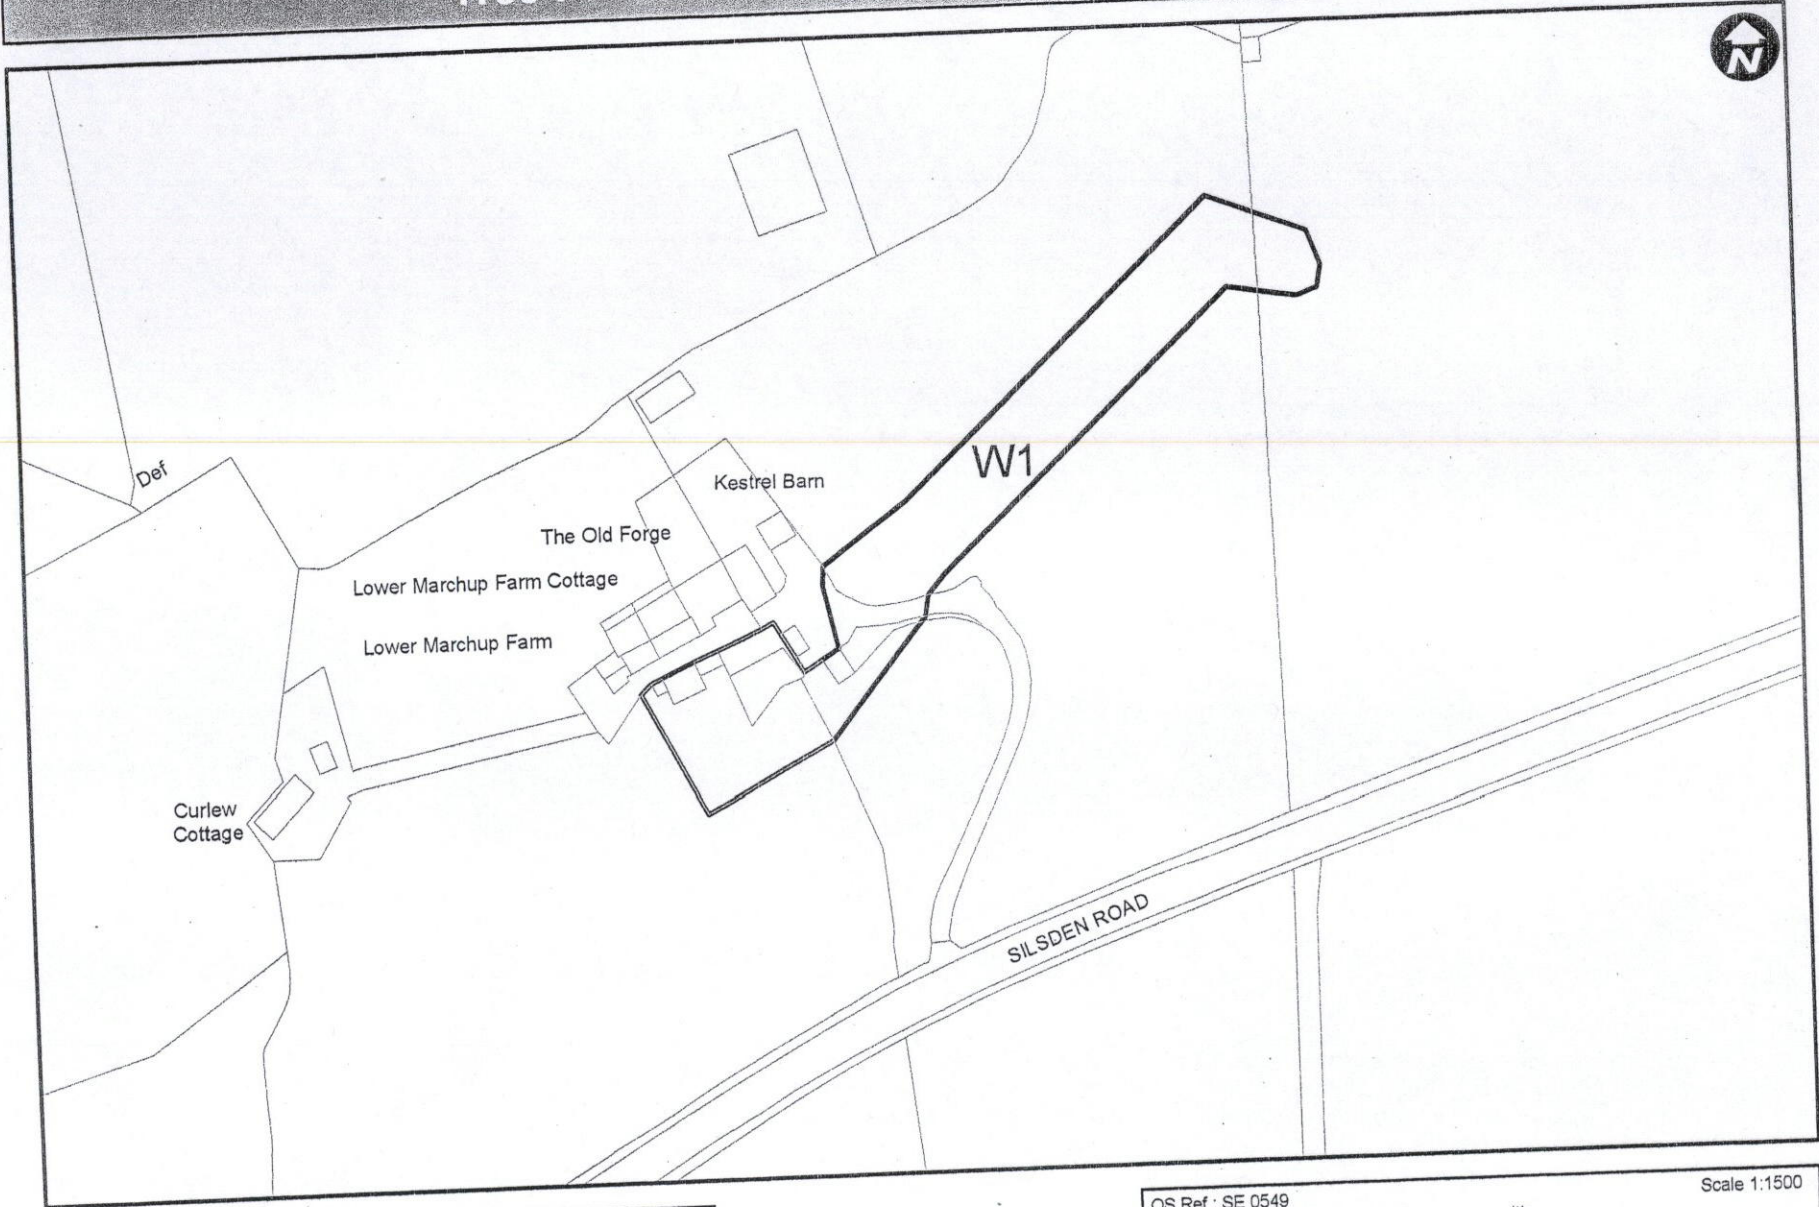 N
Def
Kestrel Barn
The Old Forge
Lower Marchup Farm Cottage
W1
Lower Marchup Farm
Curlew
Cottage
SILSDEN ROAD
Scale 1:1500
OS Ref : SE 0549